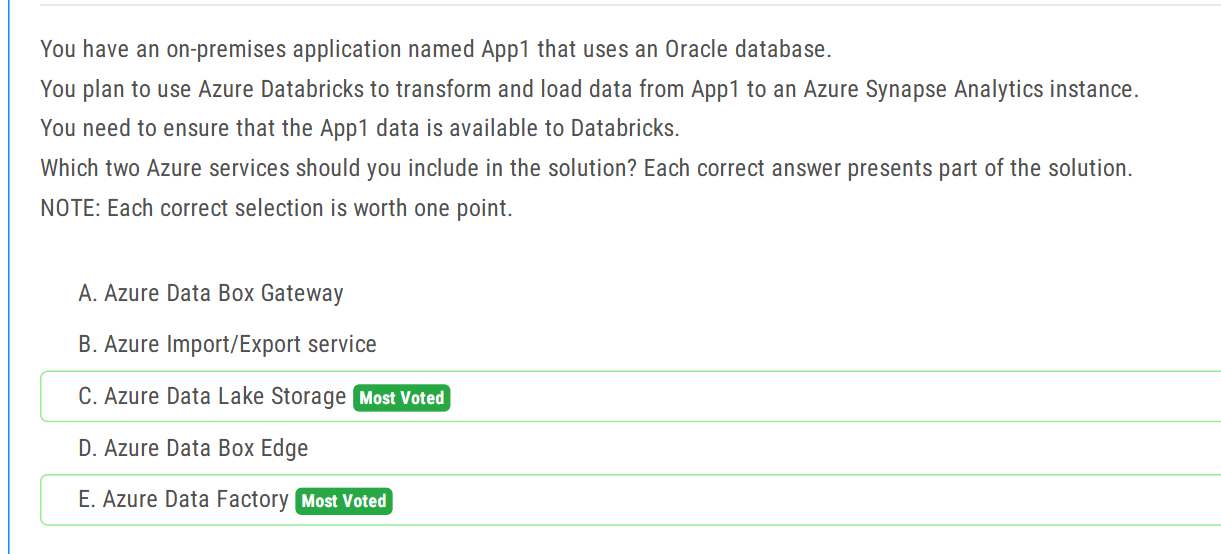 You have an on-premises application named App1 that uses an Oracle database.
You plan to use Azure Databricks to transform and load data from App1 to an Azure Synapse Analytics instance.
You need to ensure that the App1 data is available to Databricks.
Which two Azure services should you include in the solution? Each correct answer presents part of the solution.
NOTE: Each correct selection is worth one point.
A. Azure Data Box Gateway
B. Azure Import/Export service
C. Azure Data Lake Storage Most Voted
D. Azure Data Box Edge
E. Azure Data Factory Most Voted